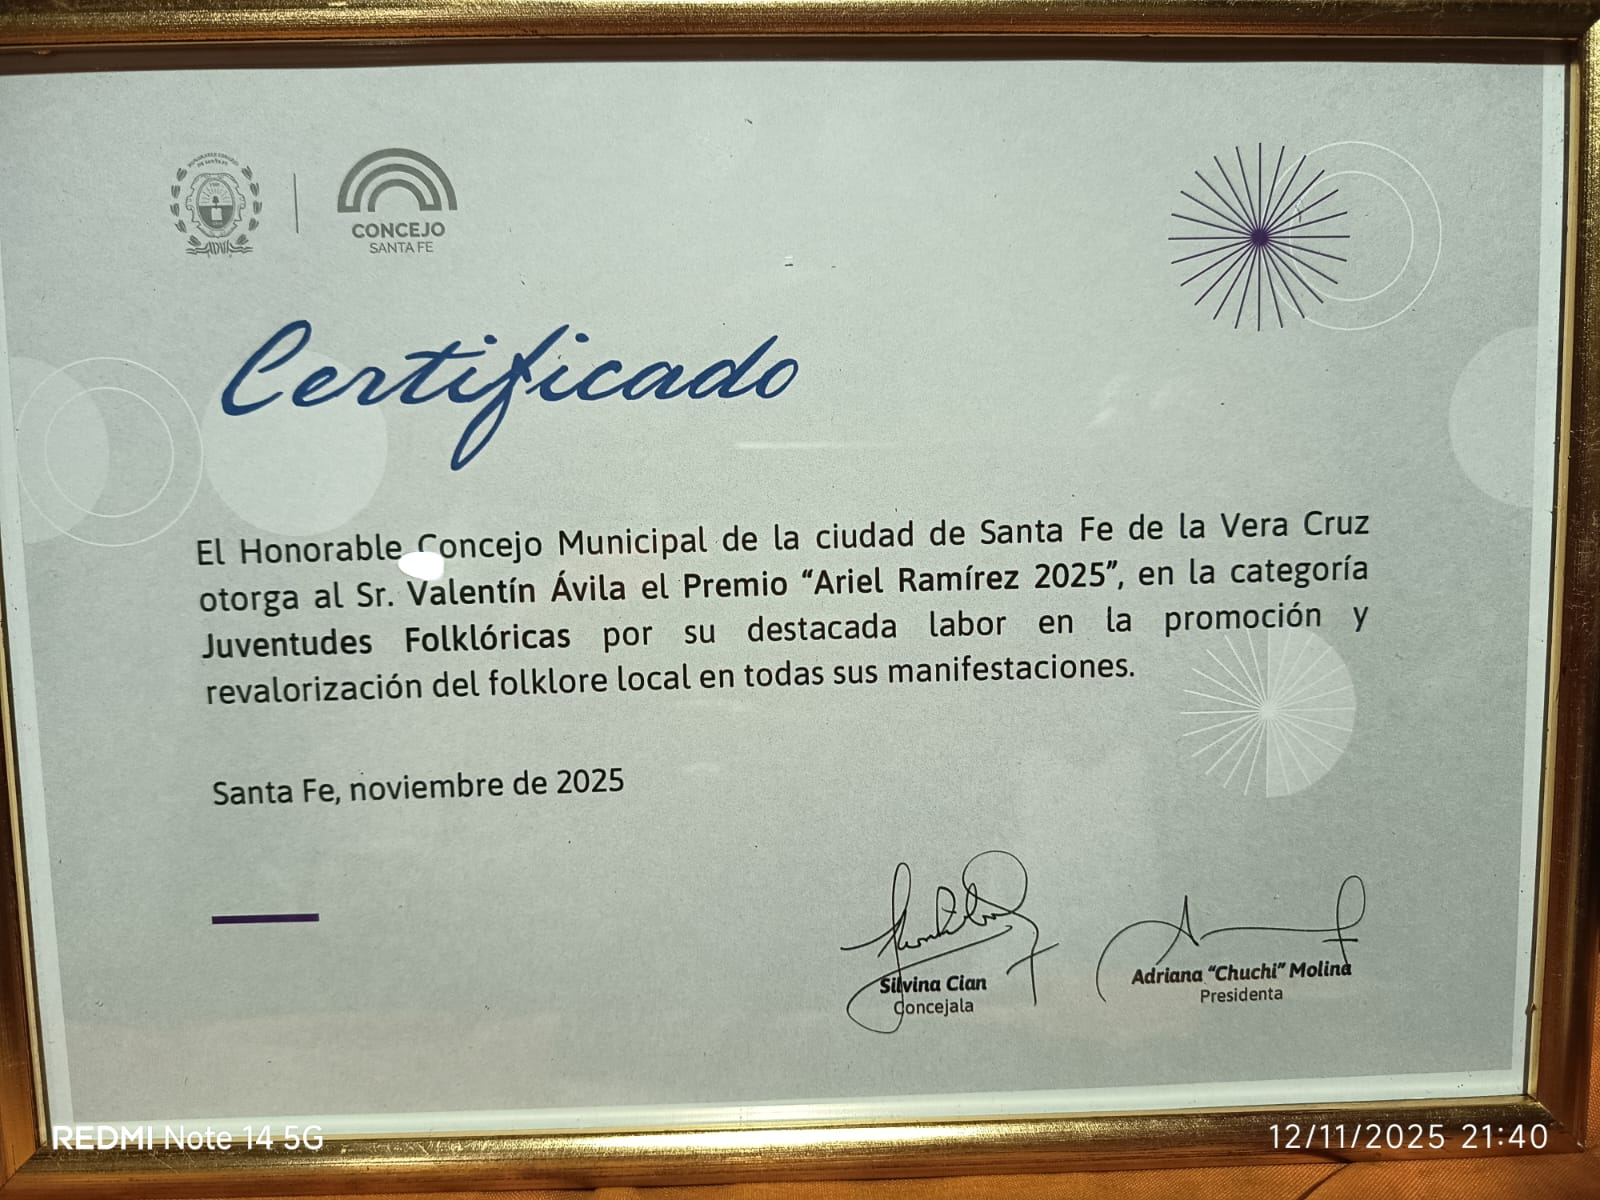 CONCEJO
SANTA FE
Certificado
El Honorable Concejo Municipal de la ciudad de Santa Fe de la Vera Cruz
otorga al Sr. Valentín Ávila el Premio “Ariel Ramírez 2025”, en la categoría
Juventudes Folklóricas por su destacada labor en la promoción y
revalorización del folklore local en todas sus manifestaciones.
Santa Fe, noviembre de 2025
Silvina Cian
Concejala
Adriana “Chuchi” Molina
Presidenta
REDMI Note 14 5G
12/11/2025 21:40